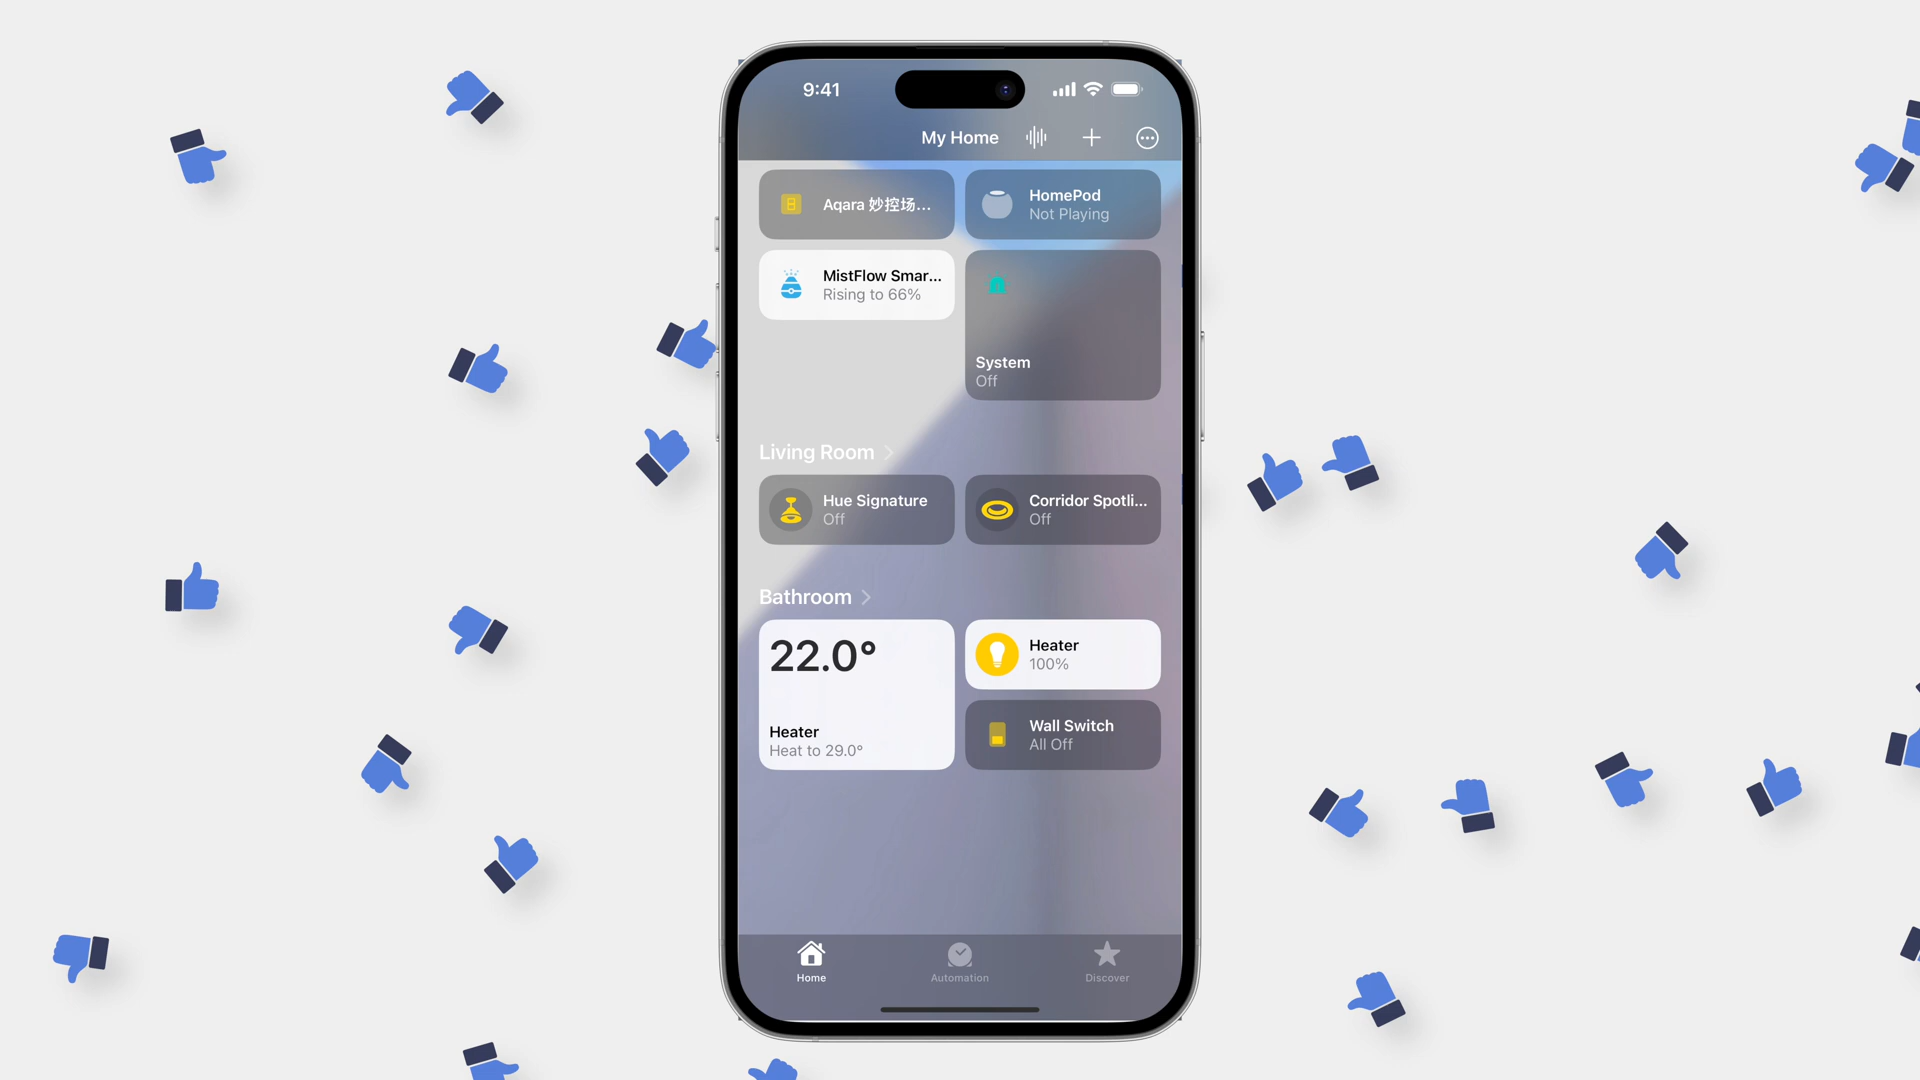 9:41
My Home
Aqara 妙控场...
HomePod
Not Playing
MistFlow Smar...
Rising to 66%
System
Off
Living Room
Hue Signature
Off
Corridor Spotli...
Off
Bathroom
22.0°
Heater
Heat to 29.0°
Heater
100%
Wall Switch
All Off
Home
Automation
Discover